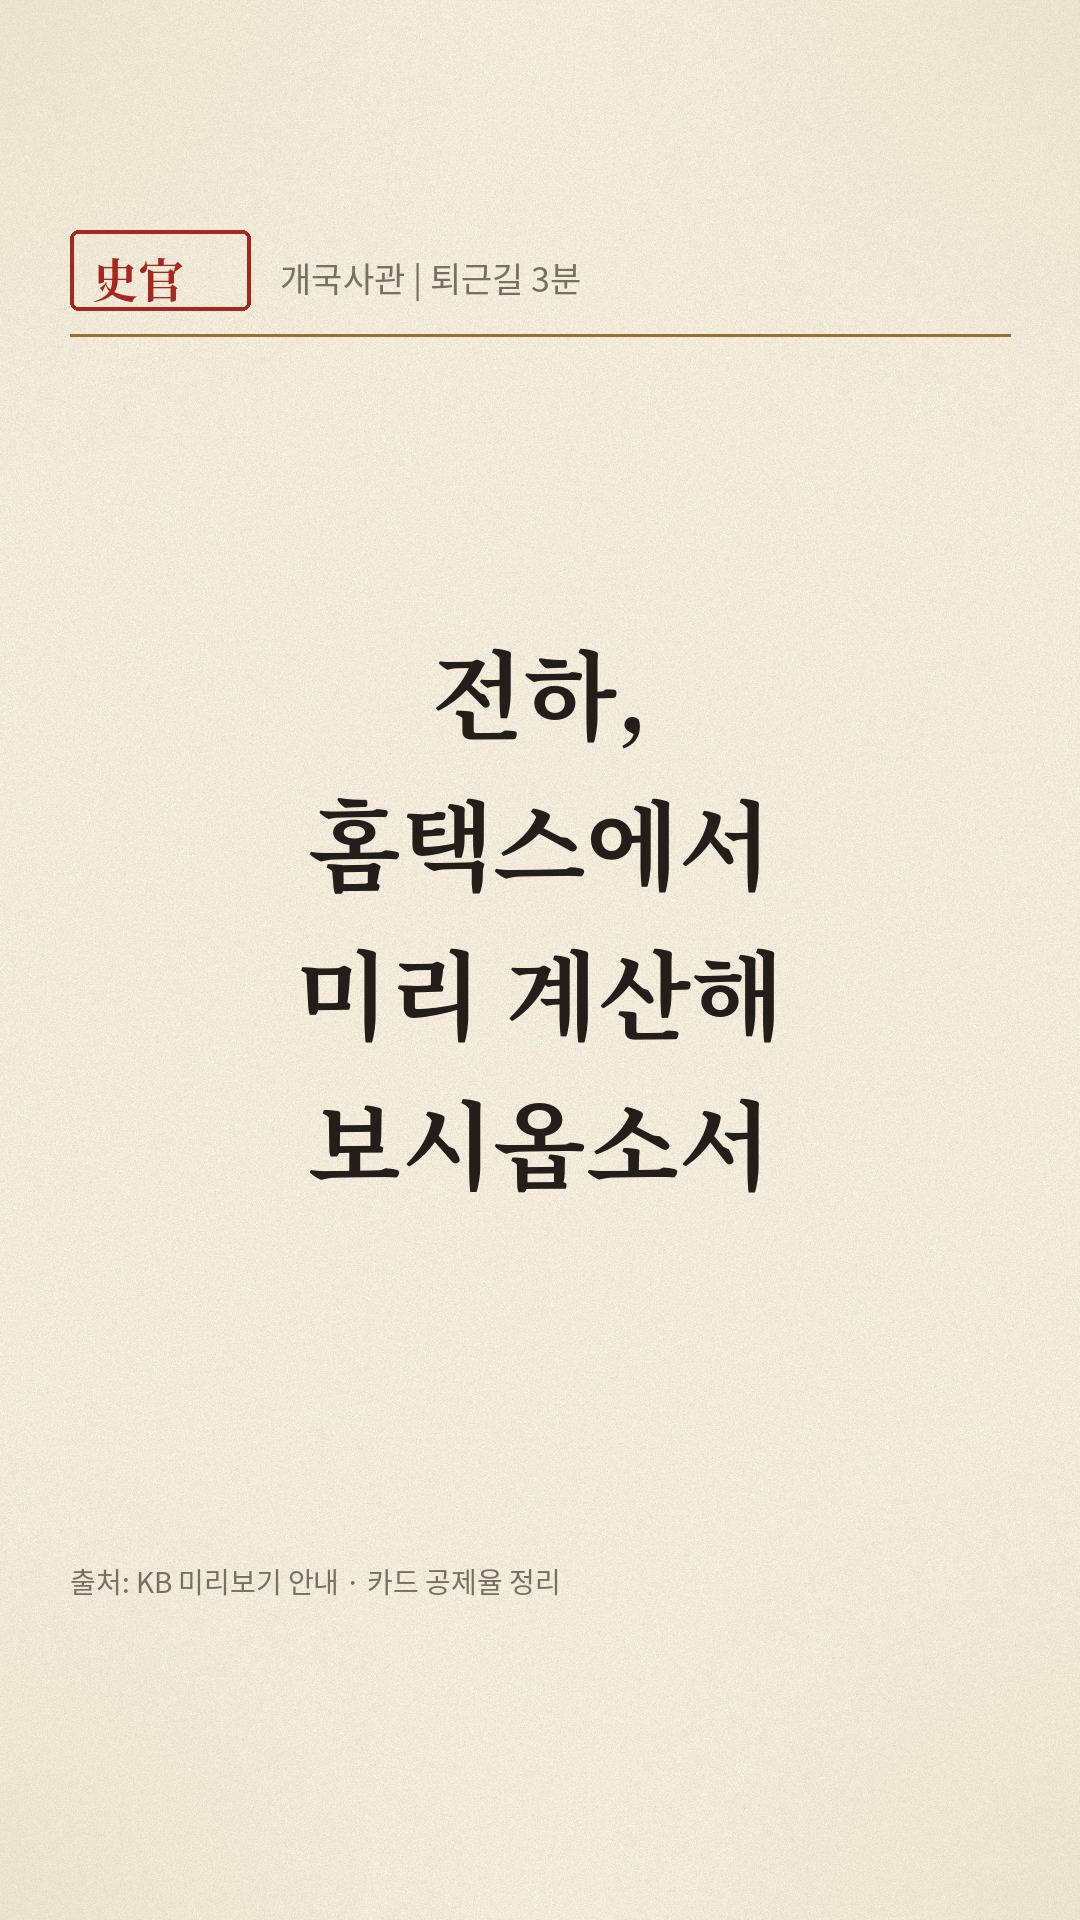 史官
개국사관 | 퇴근길 3분
전하,
홈택스에서
미리 계산해
보시옵소서
출처: KB 미리보기 안내 · 카드 공제율 정리